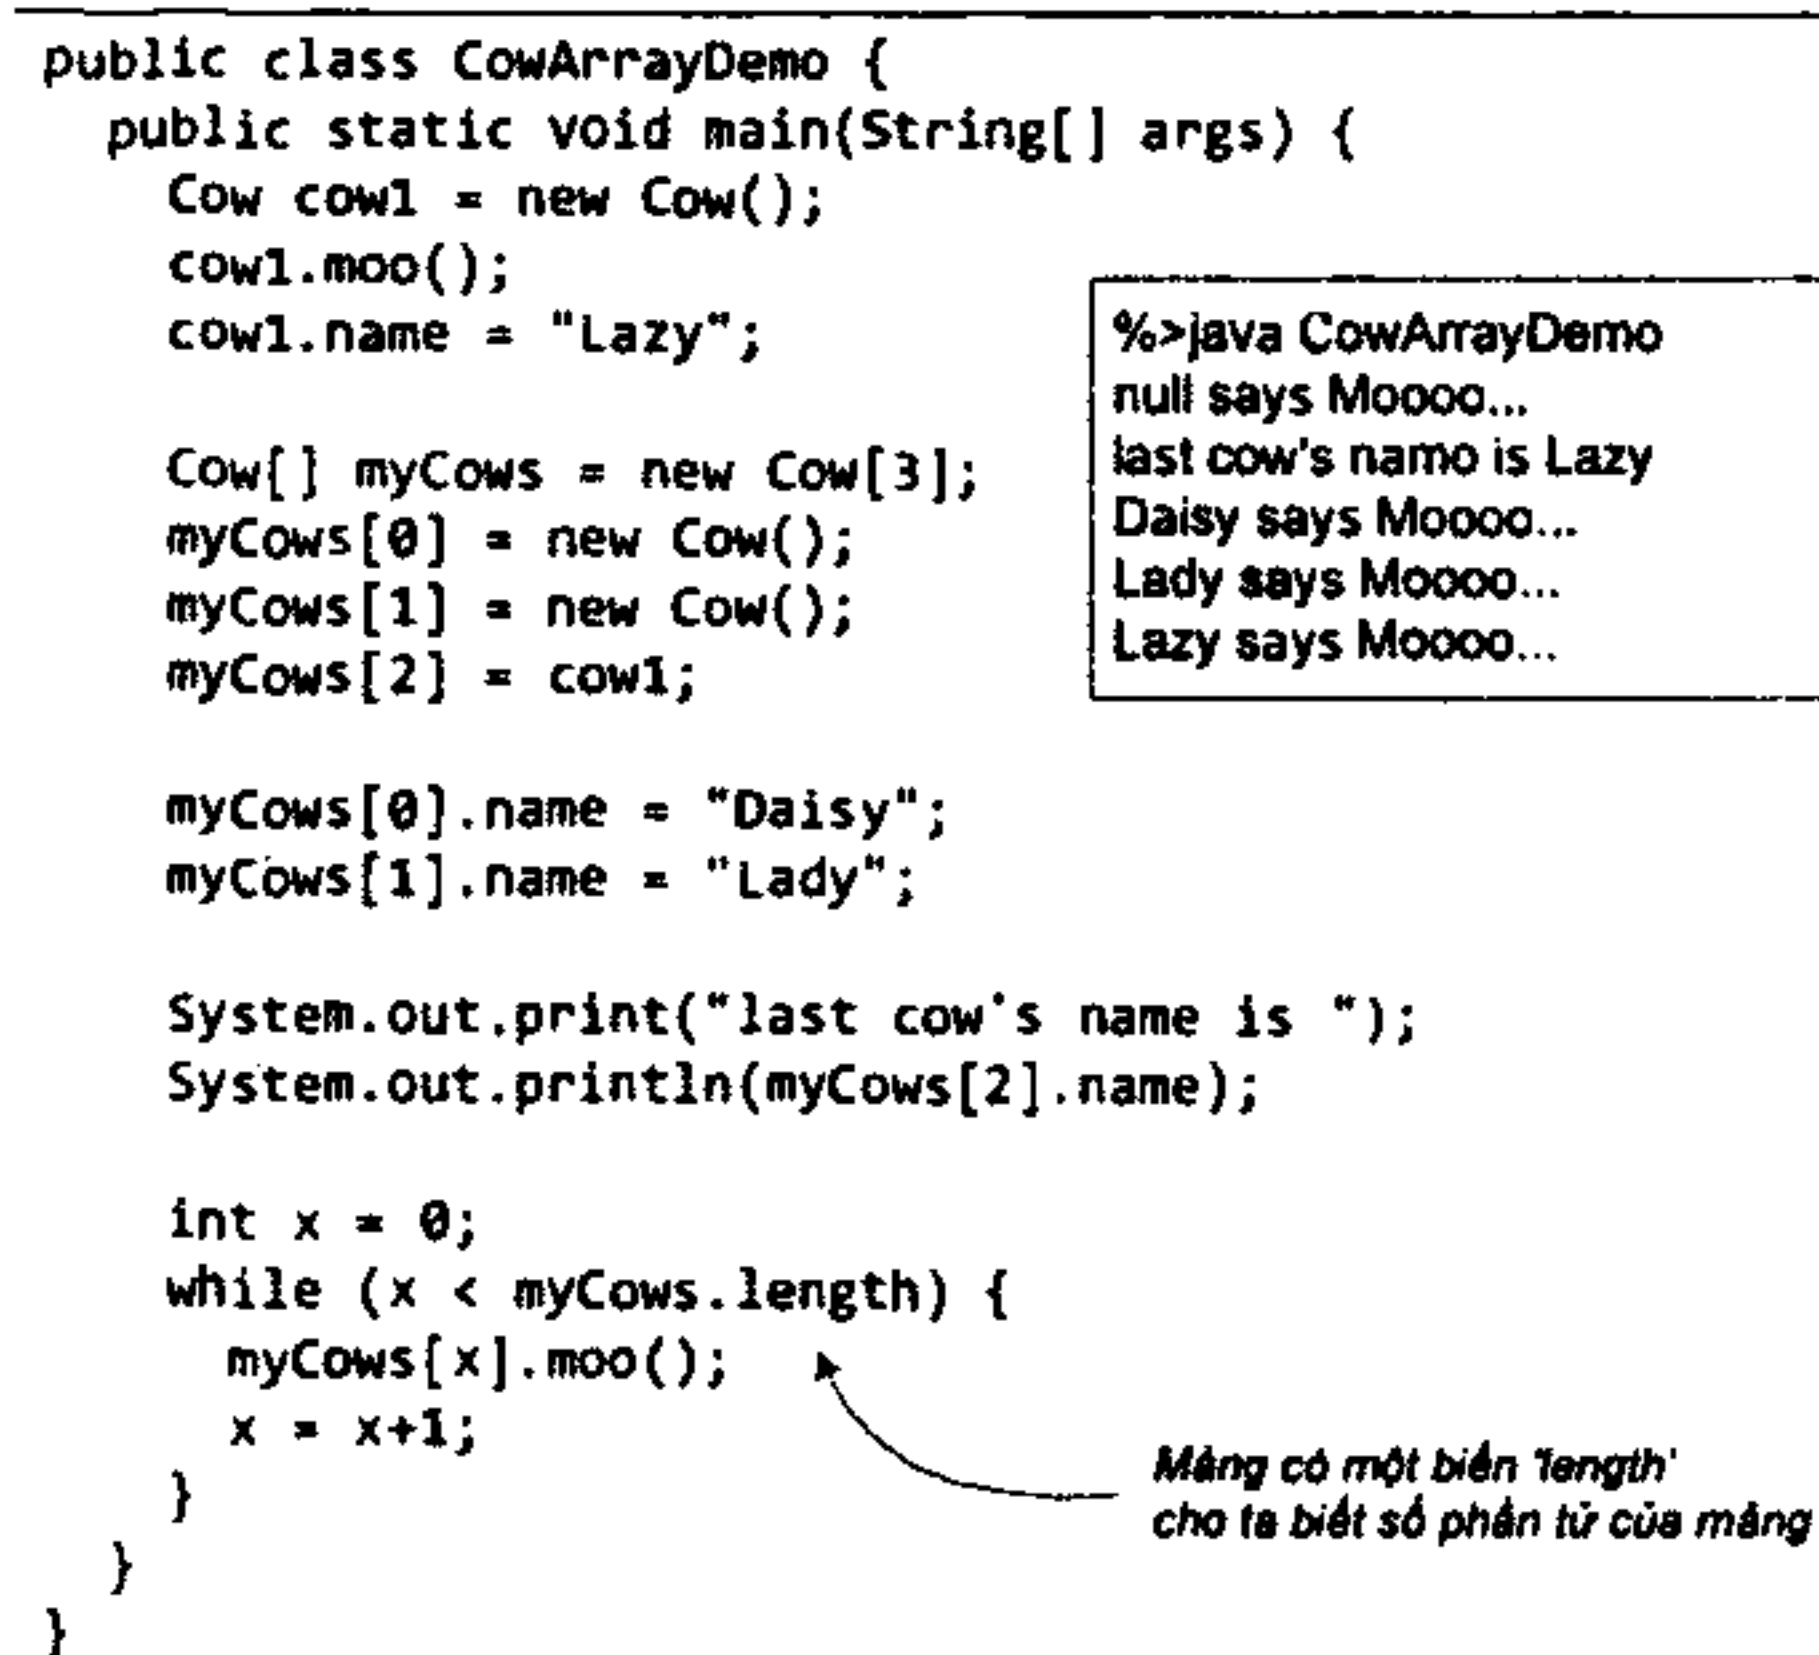 public class CowArrayDemo {
public static void main(String[] args) {
Cow cow1 = new Cow();
cow1.moo();
cow1.name = "Lazy";
Cow[] myCows = new Cow[3];
myCows[0] = new Cow();
myCows[1] = new Cow();
myCows[2] = cow1;
myCows[0].name = "Daisy";
myCows[1].name = "Lady";
System.out.print("last cow's name is ");
System.out.println(myCows[2].name);
int x = 0;
while (x < myCows.length) {
myCows[x].moo();
x = x+1;
}
}
}
%>java CowArrayDemo
null says Moooo...
last cow's namo is Lazy
Daisy says Moooo...
Lady says Moooo...
Lazy says Moooo...
Mảng có một biến 'length'
cho ta biết số phần tử của mảng